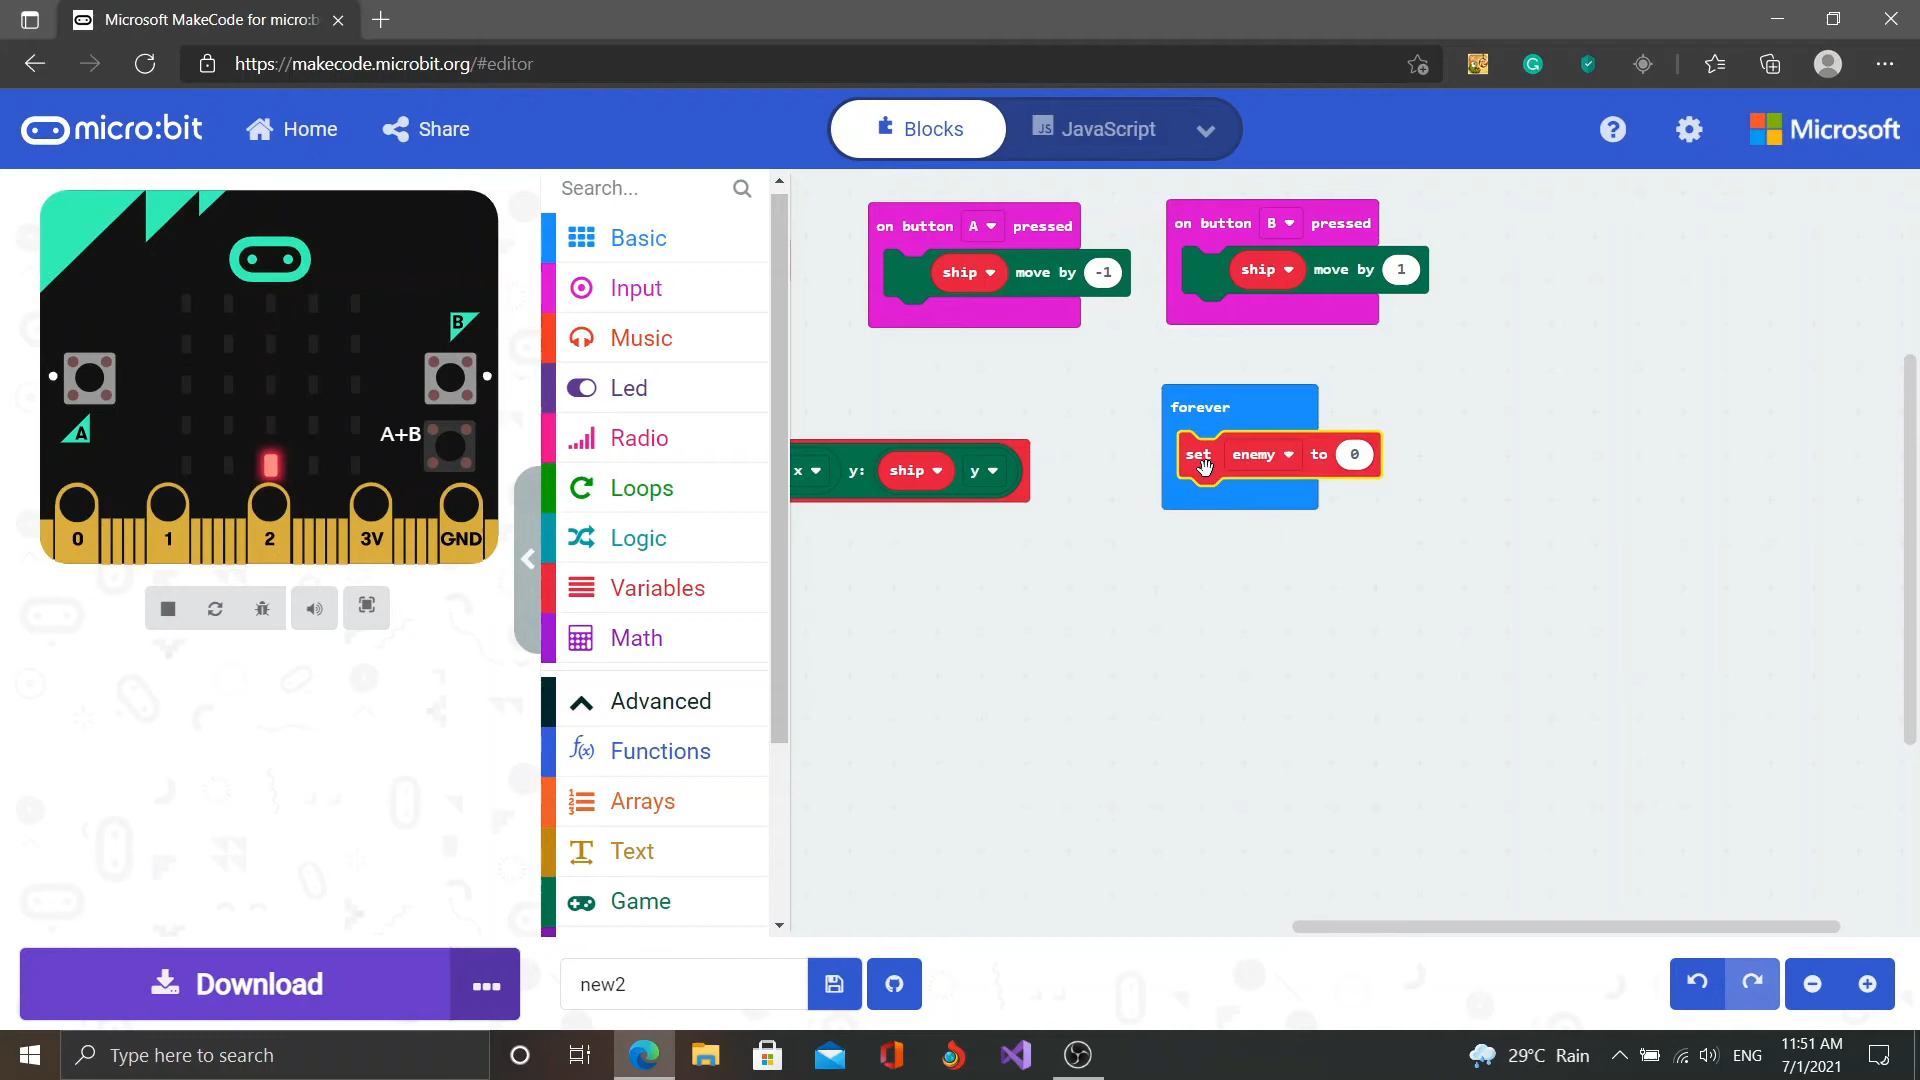 Microsoft MakeCode for micro:b
https://makecode.microbit.org/#editor
micro:bit
Home
Share
Blocks
JS JavaScript
?
Microsoft
B
A
A+B
0 1 2 3V GND
Search...
Basic
Input
Music
Led
Radio
Loops
Logic
Variables
Math
Advanced
f(x) Functions
Arrays
Text
Game
on button A pressed
ship move by -1
on button B pressed
ship move by 1
x y: ship y
forever
set enemy to 0
Download
new2
Type here to search
29°C Rain
ENG
11:51 AM
7/1/2021